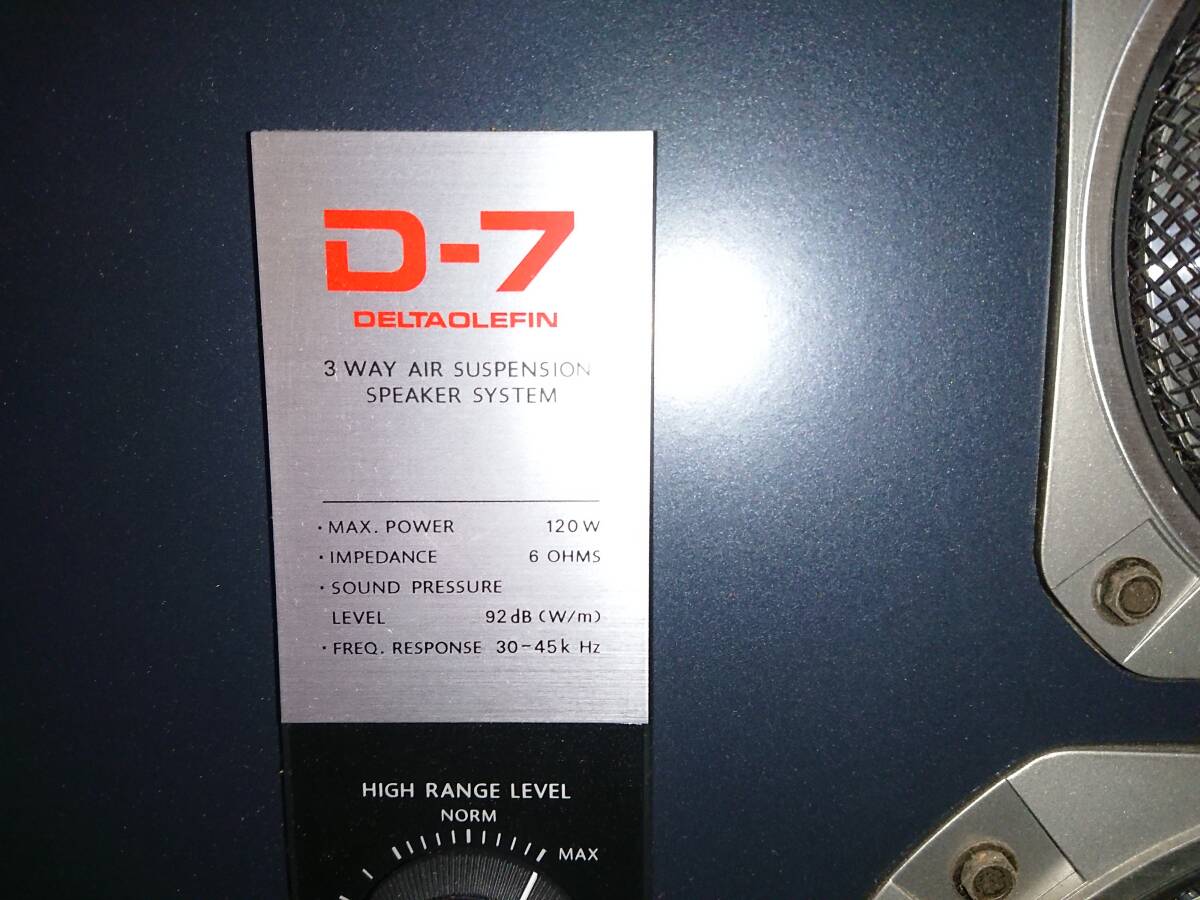 D-7
DELTAOLEFIN
3 WAY AIR SUSPENSION
SPEAKER SYSTEM
・MAX. POWER 120 W
・IMPEDANCE 6 OHMS
・SOUND PRESSURE
LEVEL 92 dB (W/m)
・FREQ. RESPONSE 30-45k Hz
HIGH RANGE LEVEL
NORM
MAX